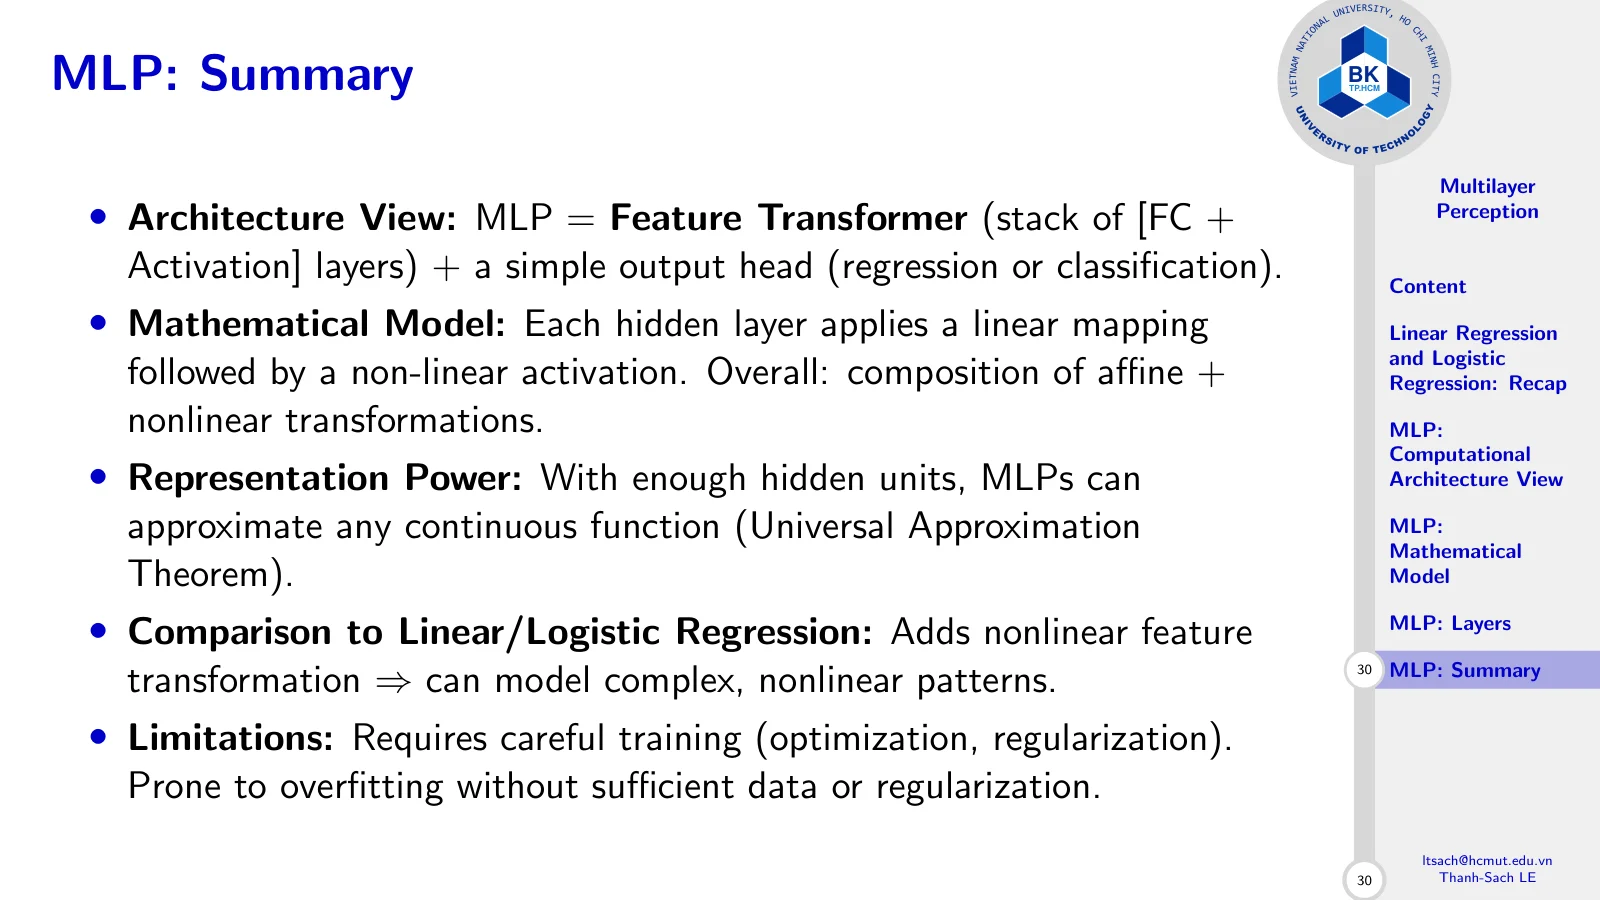 MLP: Summary
• Architecture View: MLP = Feature Transformer (stack of [FC +
Activation] layers) + a simple output head (regression or classification).
• Mathematical Model: Each hidden layer applies a linear mapping
followed by a non-linear activation. Overall: composition of affine +
nonlinear transformations.
• Representation Power: With enough hidden units, MLPs can
approximate any continuous function (Universal Approximation
Theorem).
• Comparison to Linear/Logistic Regression: Adds nonlinear feature
transformation ⇒ can model complex, nonlinear patterns.
• Limitations: Requires careful training (optimization, regularization).
Prone to overfitting without sufficient data or regularization.
VIETNAM NATIONAL UNIVERSITY, HO CHI MINH CITY
BK
TP.HCM
UNIVERSITY OF TECHNOLOGY
Multilayer
Perception
Content
Linear Regression
and Logistic
Regression: Recap
MLP:
Computational
Architecture View
MLP:
Mathematical
Model
MLP: Layers
30 MLP: Summary
ltsach@hcmut.edu.vn
Thanh-Sach LE
30